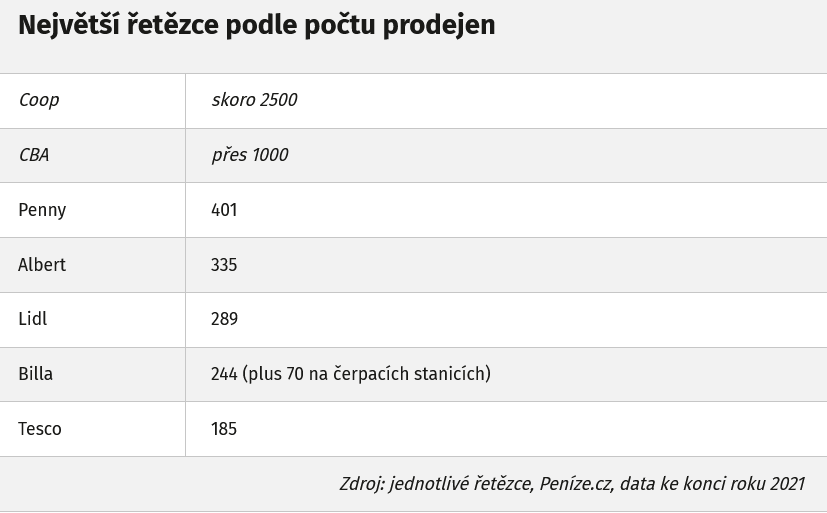 Největší řetězce podle počtu prodejen
Coop skoro 2500
CBA přes 1000
Penny 401
Albert 335
Lidl 289
Billa 244 (plus 70 na čerpacích stanicích)
Tesco 185
Zdroj: jednotlivé řetězce, Peníze.cz, data ke konci roku 2021